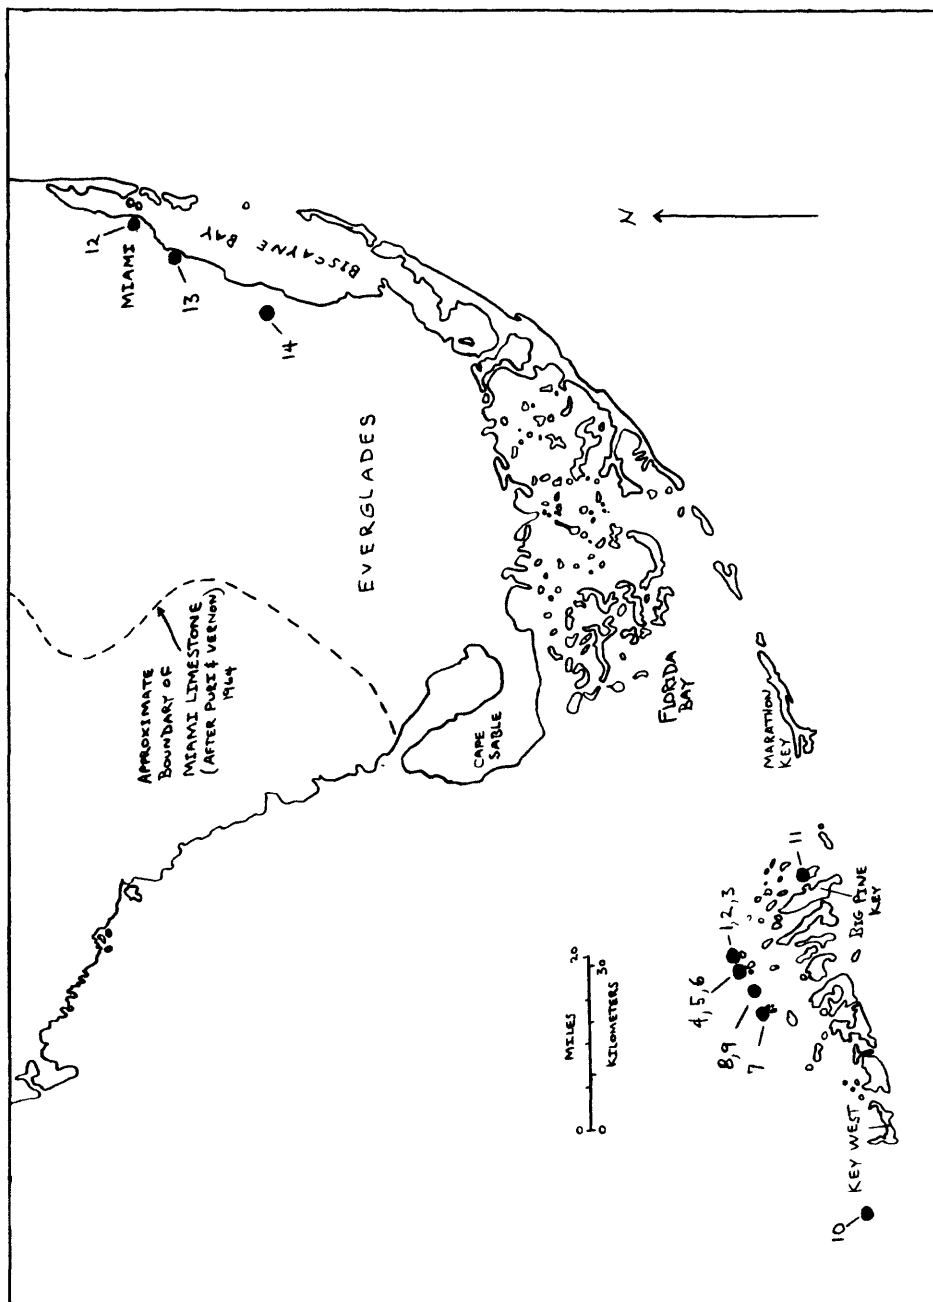 N
12
MIAMI
13
14
BISCAYNE BAY
EVERGLADES
APPROXIMATE
BOUNDARY OF
MIAMI LIMESTONE
(AFTER PURI & VERNON
1964
CAPE
SABLE
FLORIDA
BAY
MARATHON
KEY
11
BIG PINE
KEY
1, 2, 3
4, 5, 6
8, 9
7
MILES
0 20
0 30
KILOMETERS
KEY WEST
10